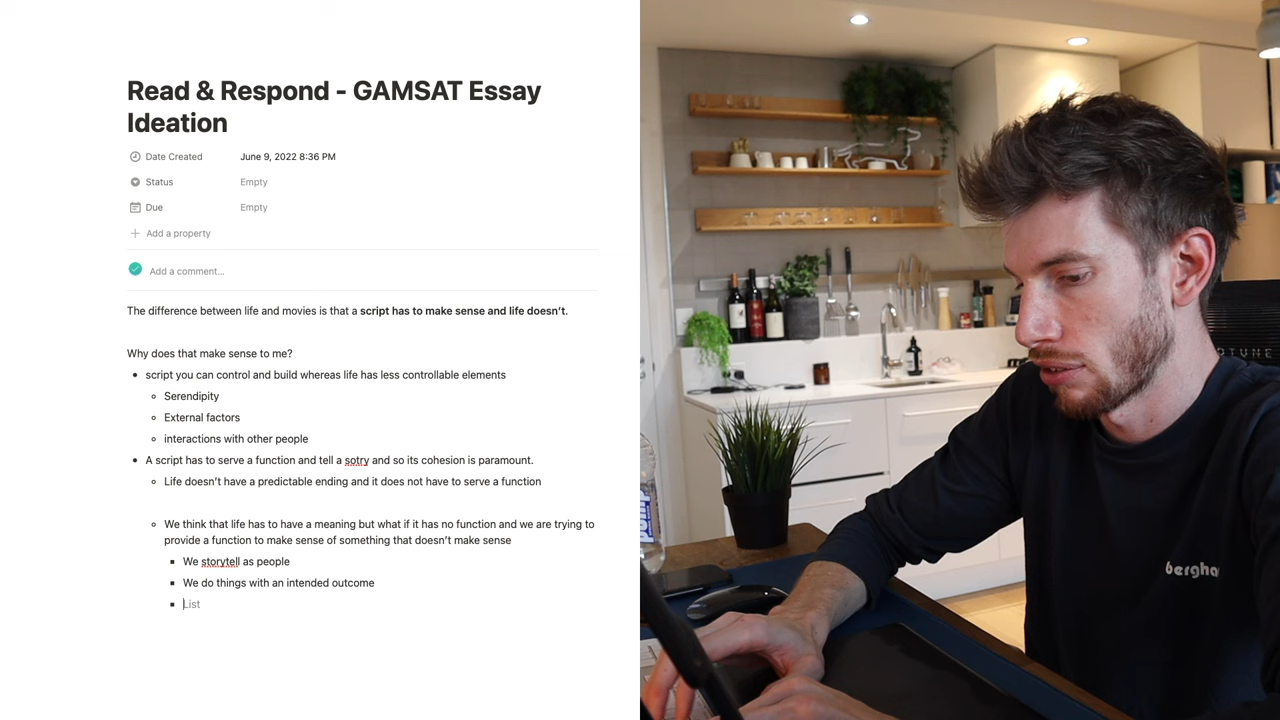 Read & Respond - GAMSAT Essay
Ideation
Date Created June 9, 2022 8:36 PM
Status Empty
Due Empty
Add a property
Add a comment...
The difference between life and movies is that a script has to make sense and life doesn’t.
Why does that make sense to me?
script you can control and build whereas life has less controllable elements
Serendipity
External factors
interactions with other people
A script has to serve a function and tell a sotry and so its cohesion is paramount.
Life doesn’t have a predictable ending and it does not have to serve a function
We think that life has to have a meaning but what if it has no function and we are trying to
provide a function to make sense of something that doesn’t make sense
We storytell as people
We do things with an intended outcome
List
bergha